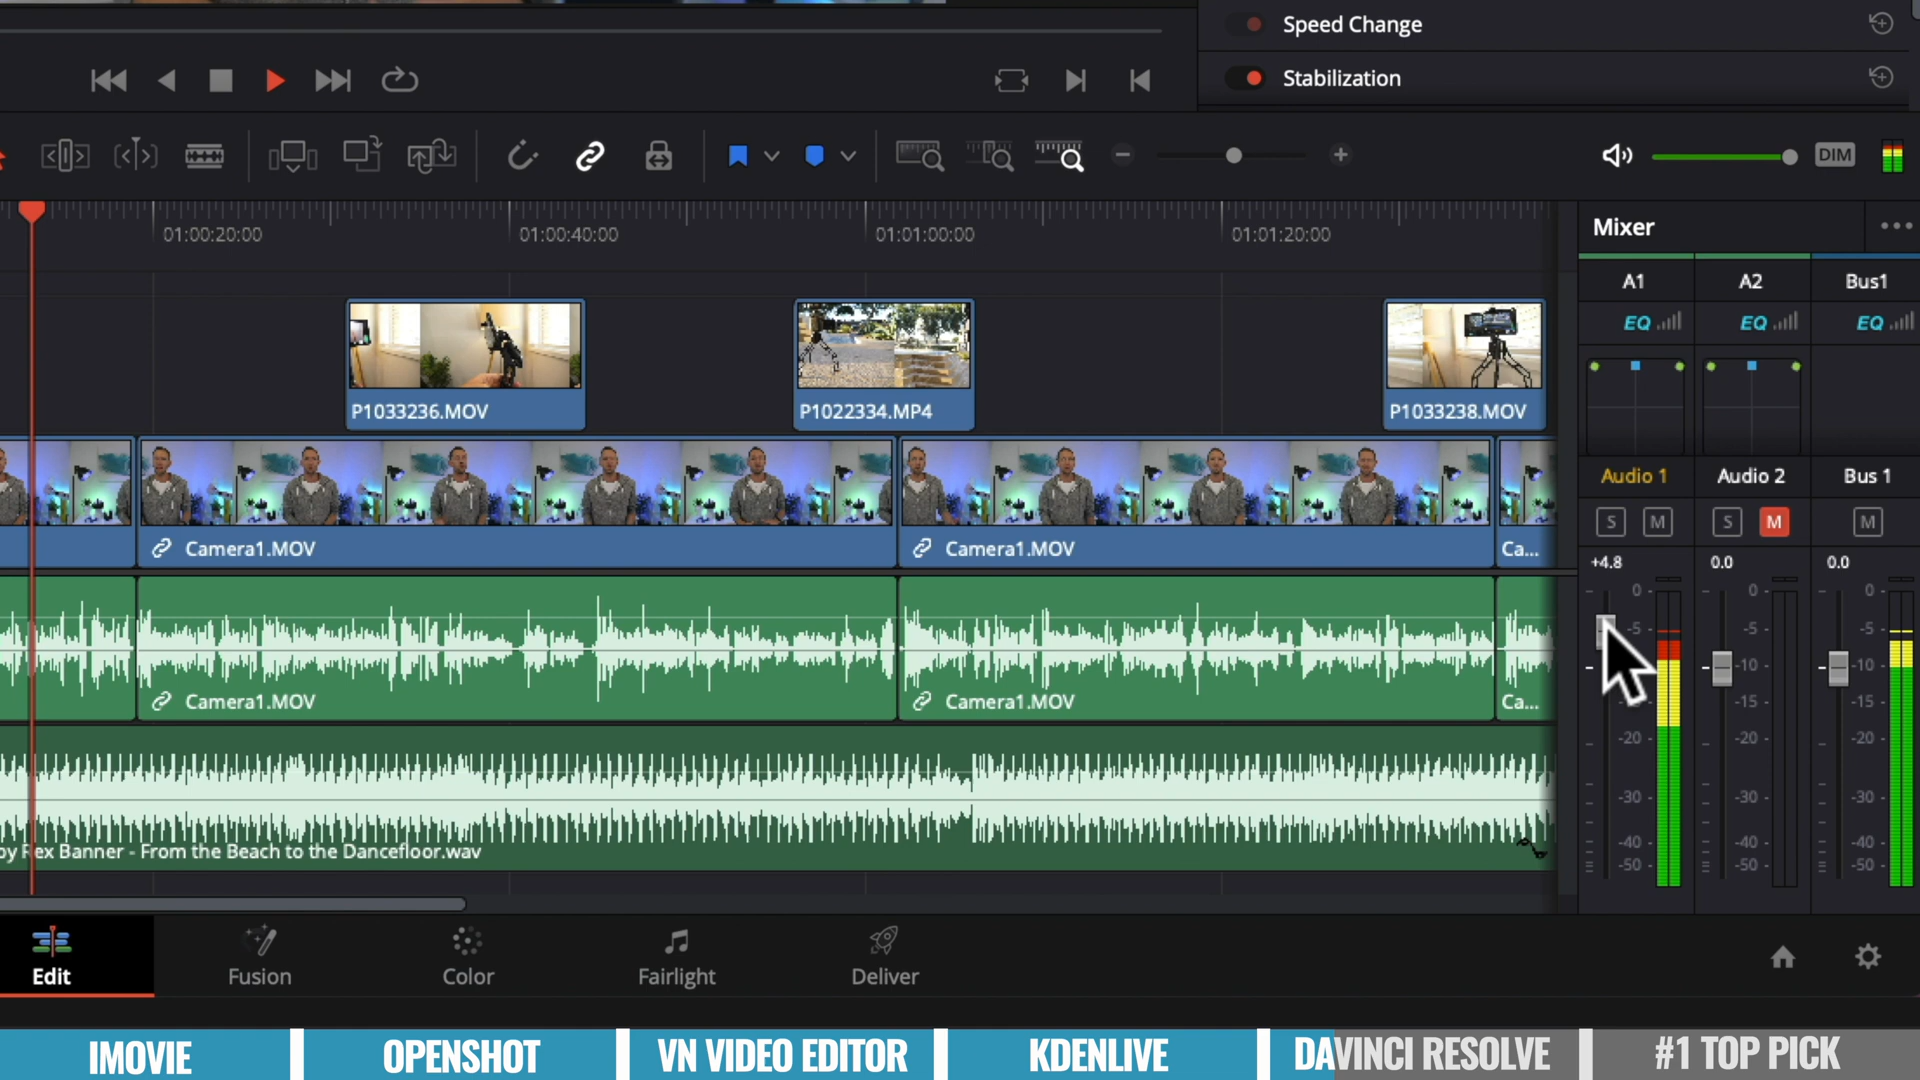 Speed Change
Stabilization
DIM
01:00:20:00
01:00:40:00
01:01:00:00
01:01:20:00
Mixer
A1
A2
Bus1
EQ
EQ
EQ
P1033236.MOV
P1022334.MP4
P1033238.MOV
Audio 1
Audio 2
Bus 1
S M
S M
M
Camera1.MOV
Camera1.MOV
Ca...
+4.8
0.0
0.0
0
-5
-20
-30
-40
-50
0
-5
-10
-15
-20
-30
-40
-50
0
-5
-10
-15
-20
-30
-40
-50
Camera1.MOV
Camera1.MOV
Ca...
by Rex Banner - From the Beach to the Dancefloor.wav
Edit
Fusion
Color
Fairlight
Deliver
IMOVIE
OPENSHOT
VN VIDEO EDITOR
KDENLIVE
DAVINCI RESOLVE
#1 TOP PICK